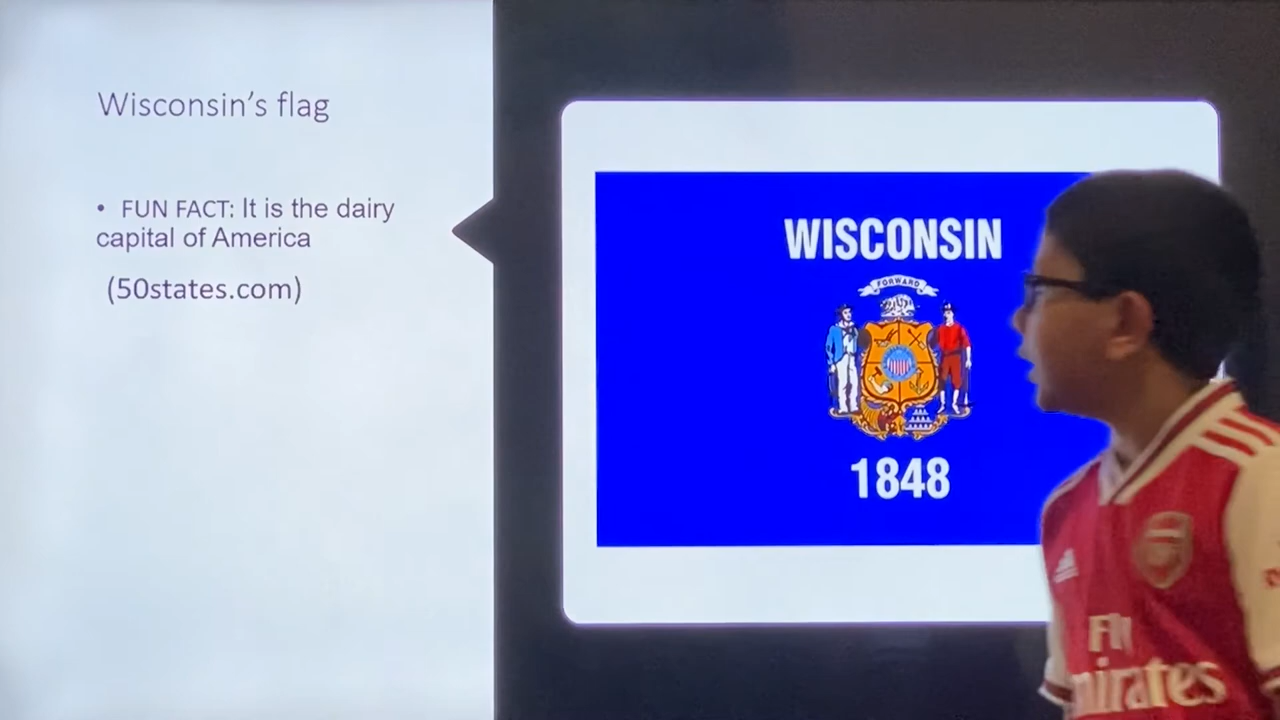 Wisconsin's flag
• FUN FACT: It is the dairy
capital of America
(50states.com)
WISCONSIN
FORWARD
1848
Fly
Emirates